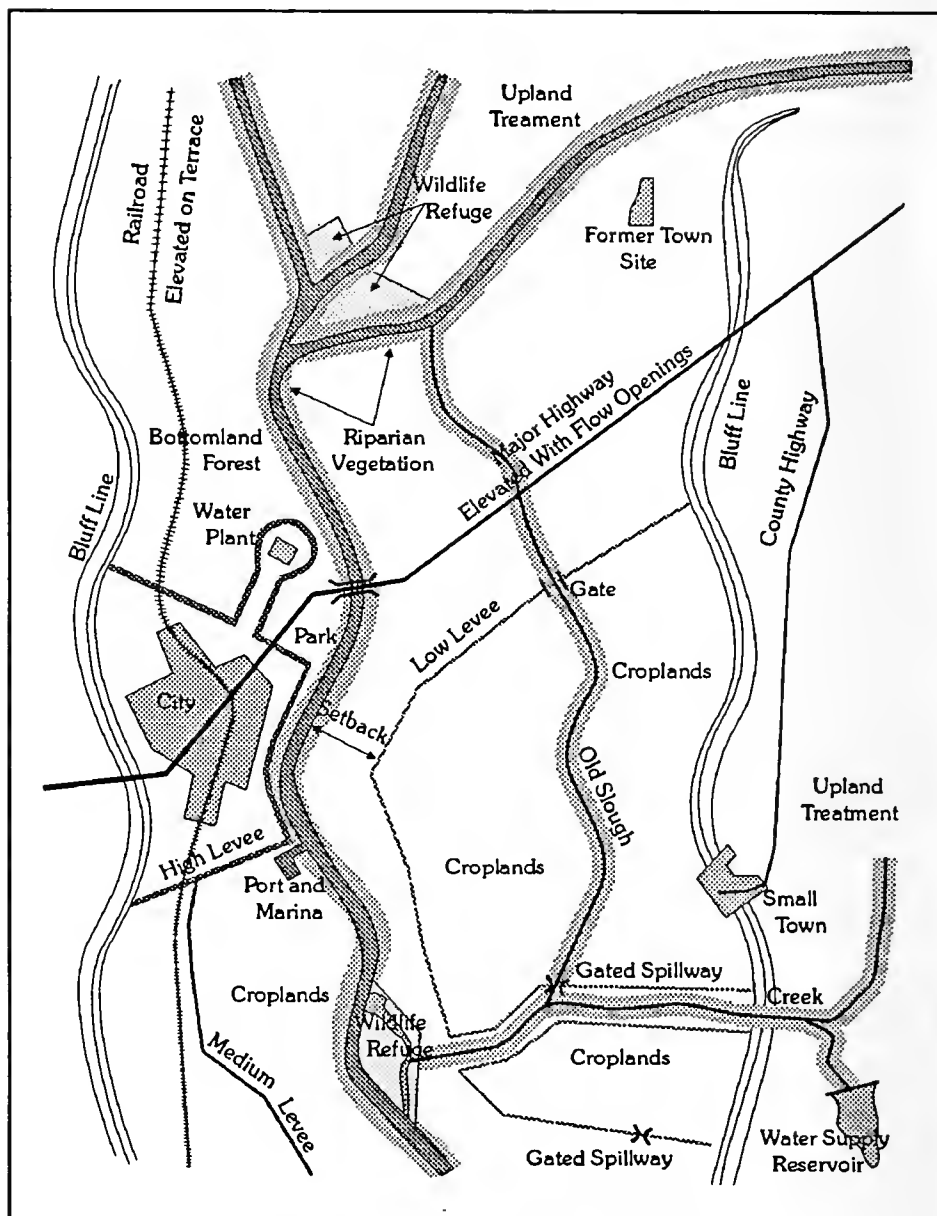 Upland
Treament
Railroad
Elevated on Terrace
Wildlife
Refuge
Former Town
Site
Major Highway
Elevated With Flow Openings
Bluff Line
County Highway
Bottomland
Forest
Riparian
Vegetation
Bluff Line
Water
Plant
Gate
Park
Low Levee
Croplands
City
Setback
Old Slough
Upland
Treatment
High Levee
Croplands
Port and
Marina
Small
Town
Gated Spillway
Croplands
Creek
Wildlife
Refuge
Croplands
Medium
Levee
Gated Spillway
Water Supply
Reservoir